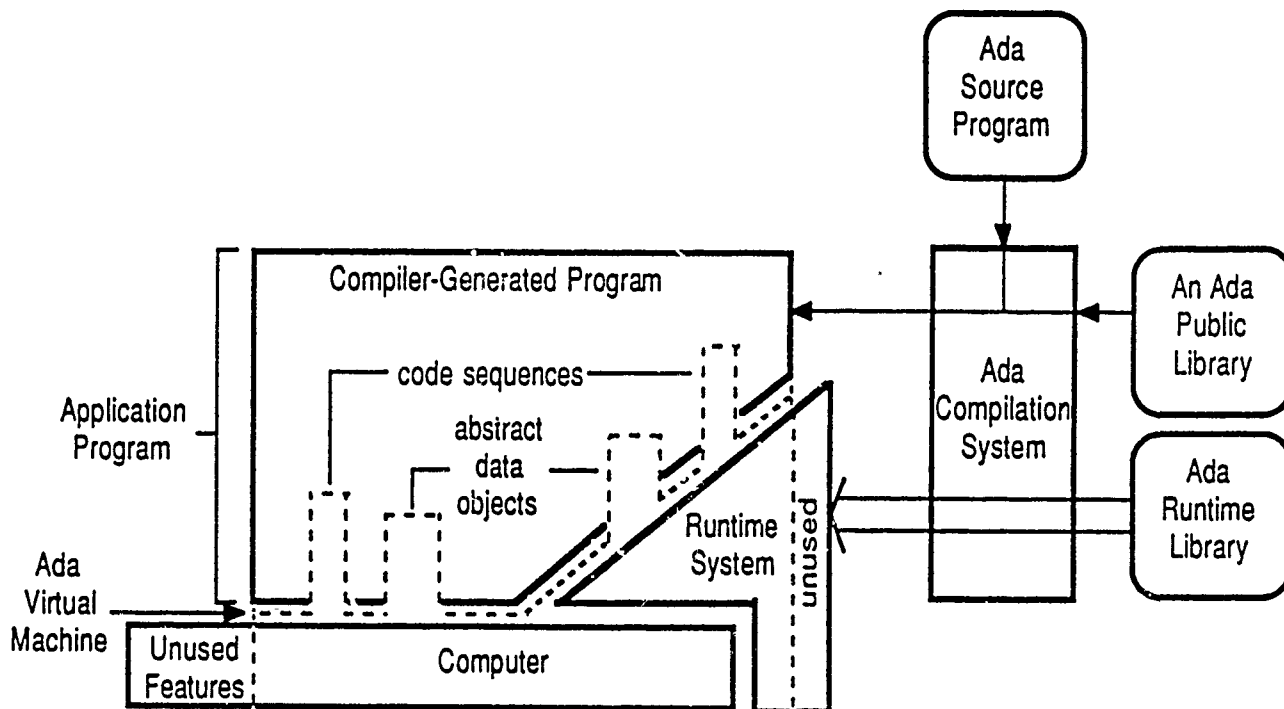 Ada
Source
Program
Compiler-Generated Program
An Ada
Public
Library
code sequences
Ada
Compilation
System
Application
Program
abstract
data
objects
Ada
Runtime
Library
Runtime
System
unused
Ada
Virtual
Machine
Unused
Features
Computer